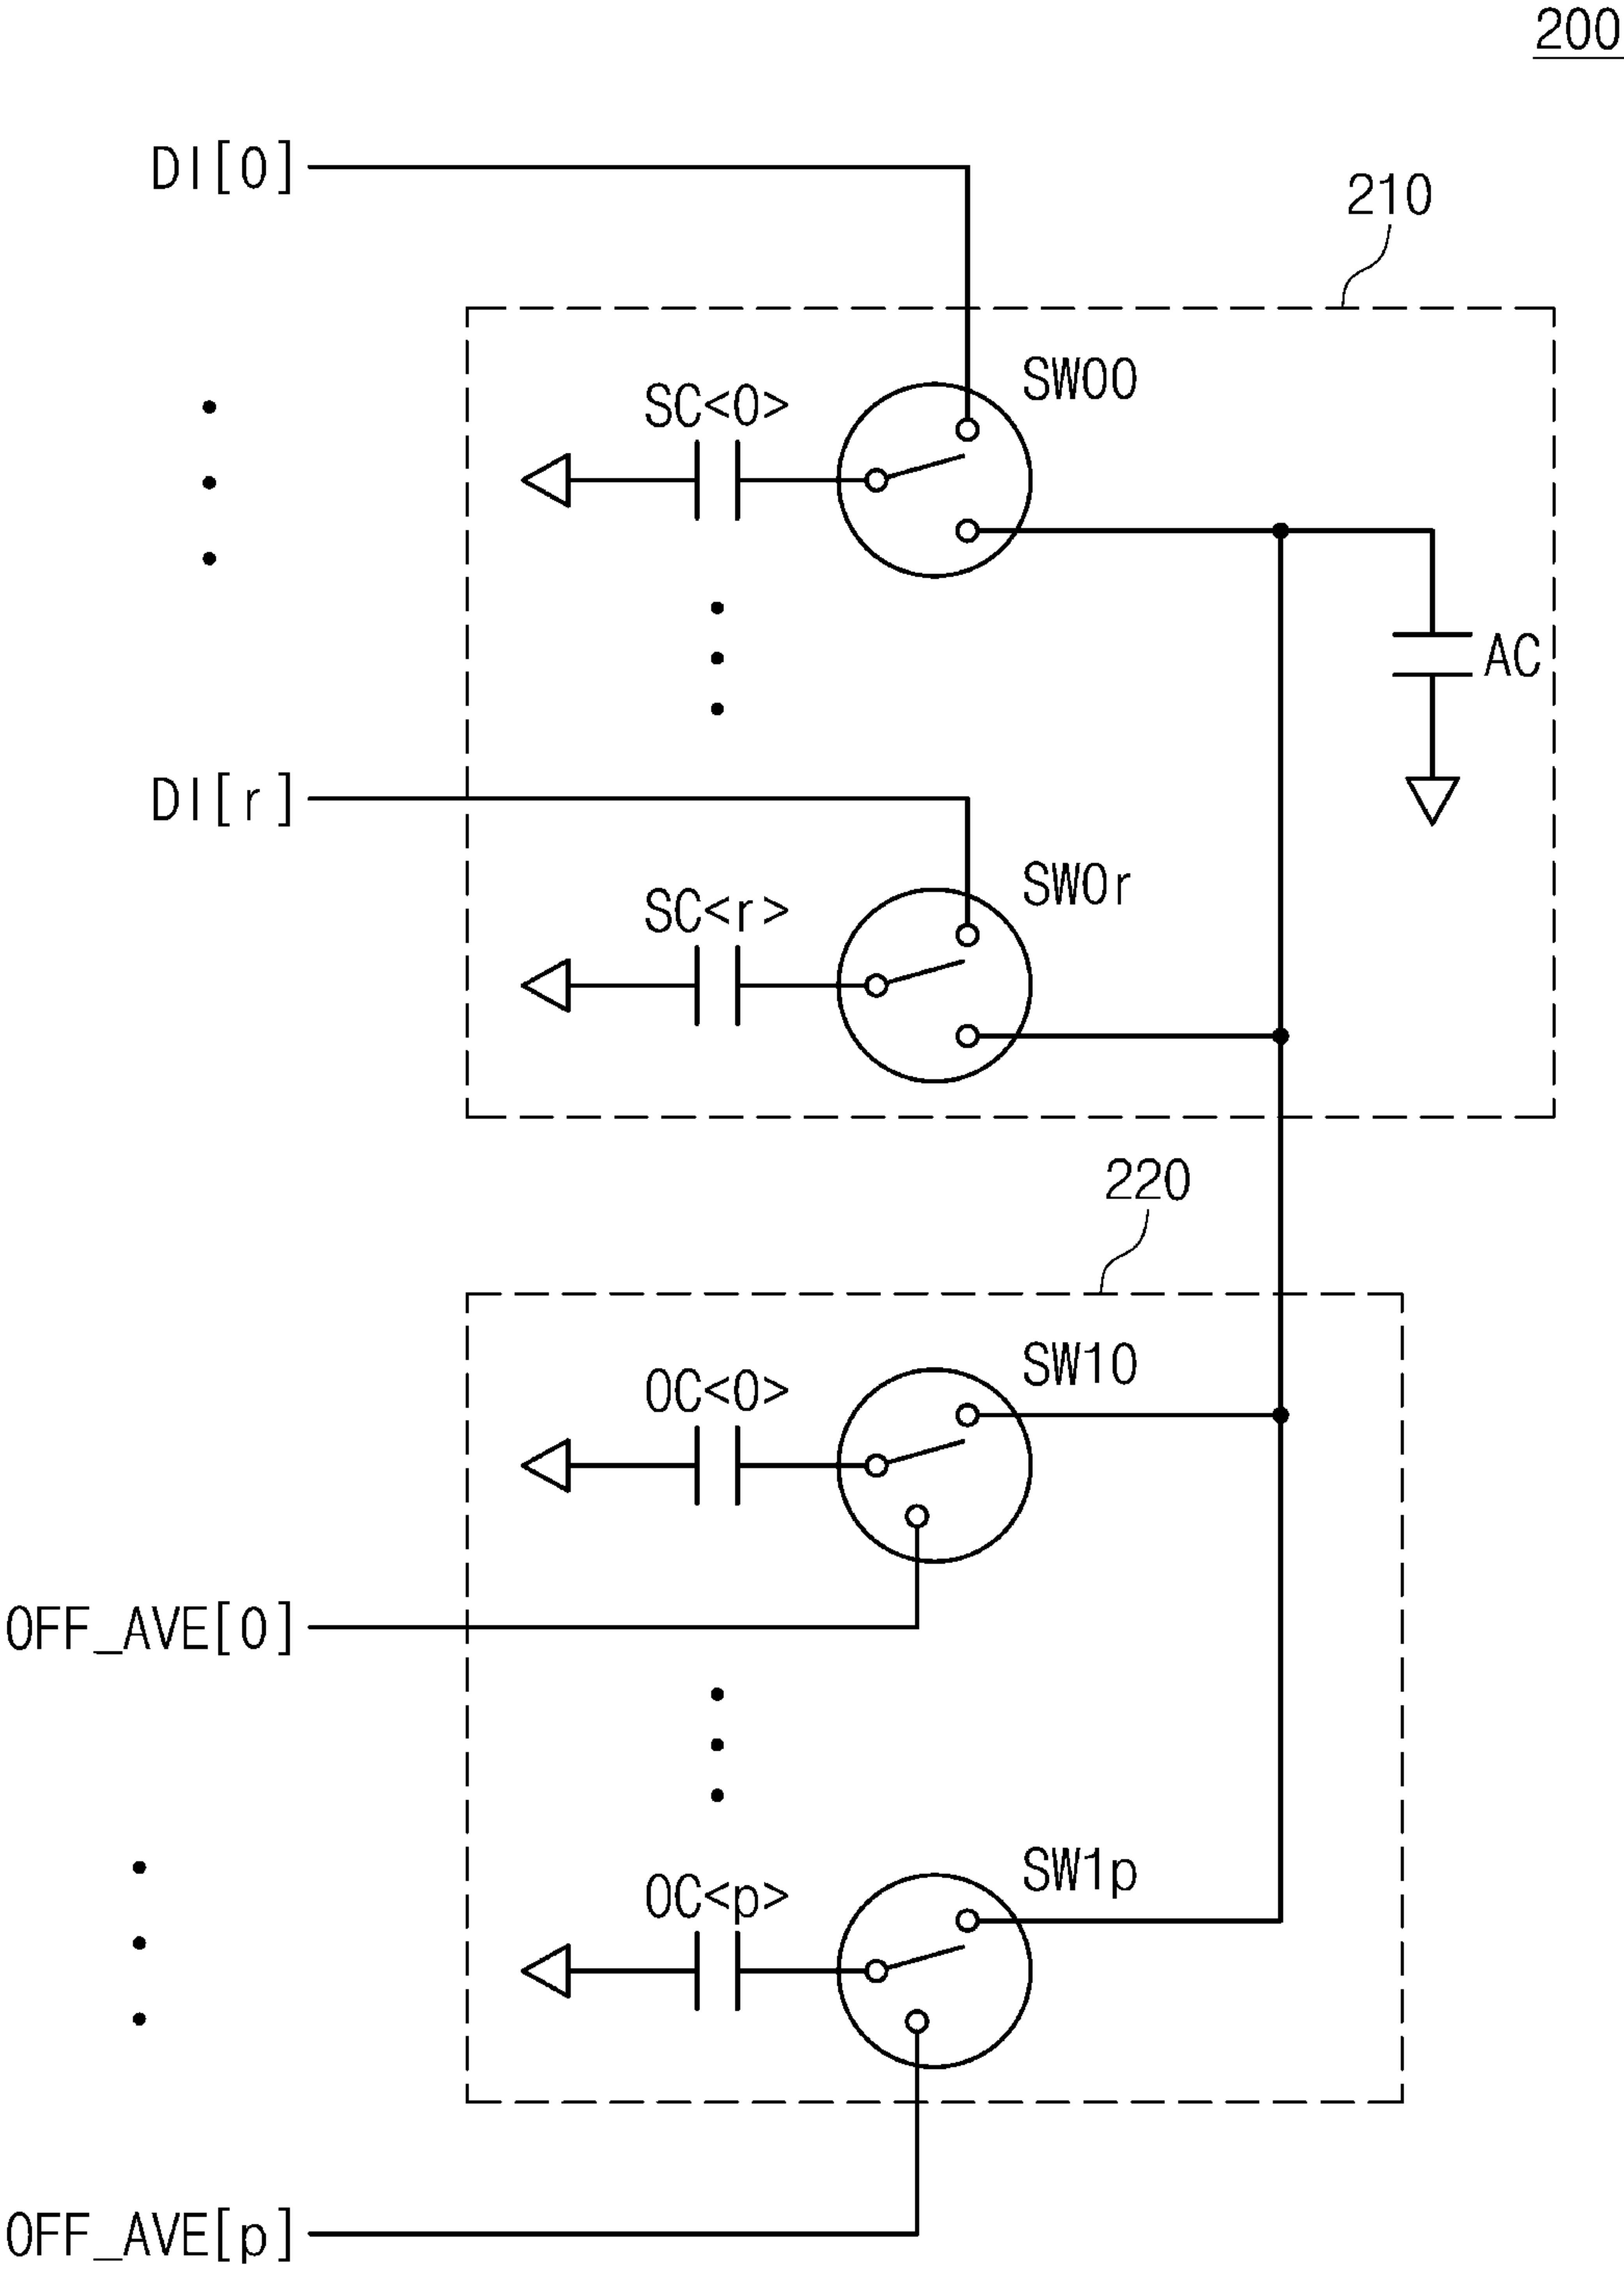 200
DI[0]
210
SW00
SC<0>
AC
DI[r]
SW0r
SC<r>
220
SW10
OC<0>
OFF_AVE[0]
SW1p
OC<p>
OFF_AVE[p]